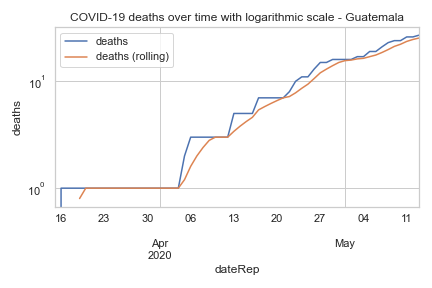 COVID-19 deaths over time with logarithmic scale - Guatemala
deaths
deaths (rolling)
deaths
10¹
10⁰
16 23 30 06 13 20 27 04 11
Apr May
2020
dateRep